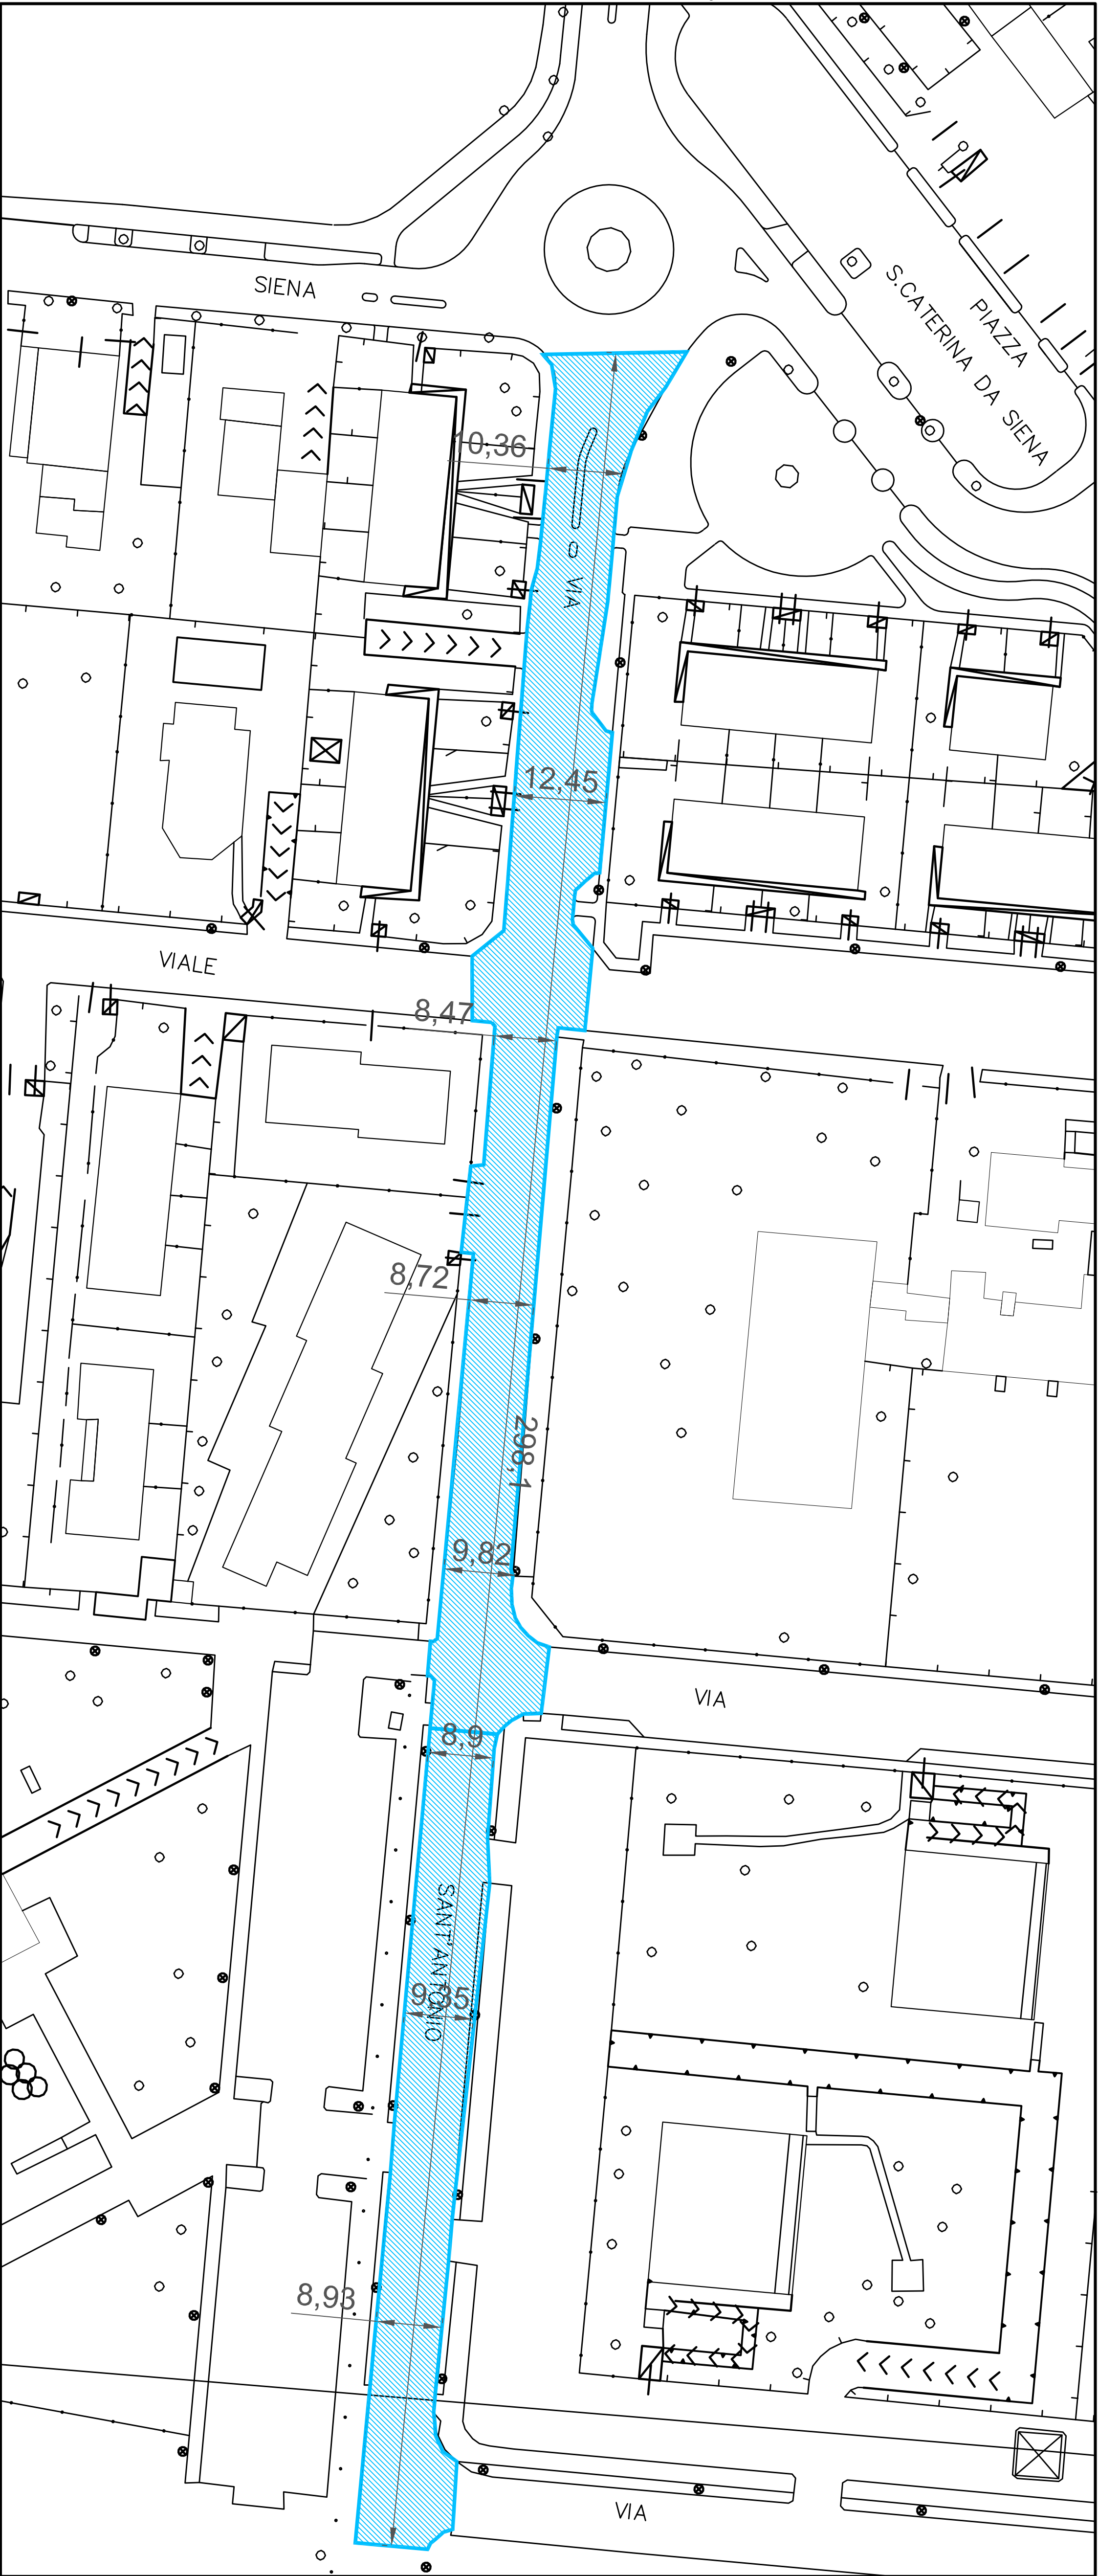 SIENA
PIAZZA
S.CATERINA DA SIENA
10,36
VIA
12,45
VIALE
8,47
8,72
298,1
9,82
VIA
8,9
SANT'ANTONIO
9,35
8,93
VIA